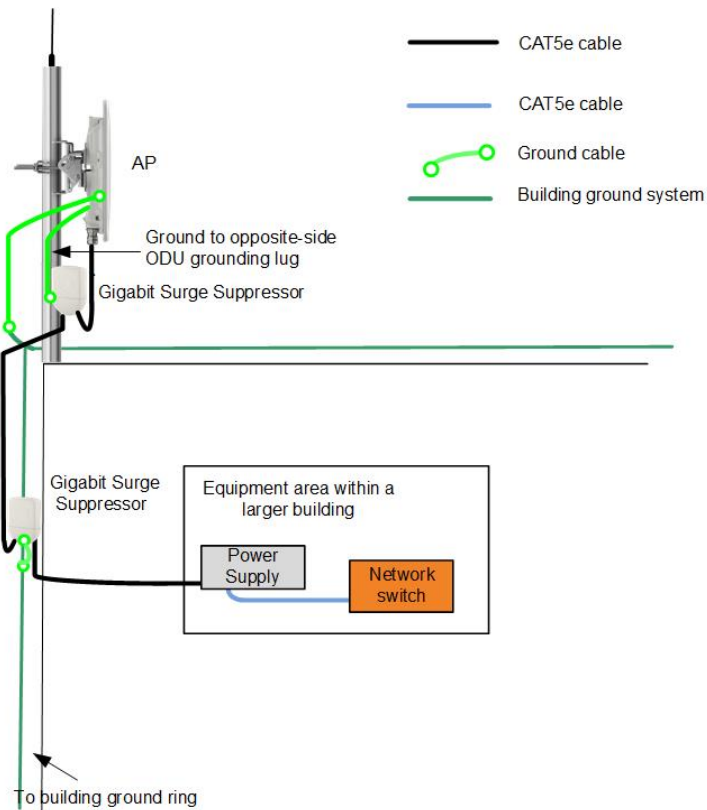 CAT5e cable
CAT5e cable
Ground cable
Building ground system
AP
Ground to opposite-side
ODU grounding lug
Gigabit Surge Suppressor
Gigabit Surge
Suppressor
Equipment area within a
larger building
Power
Supply
Network
switch
To building ground ring